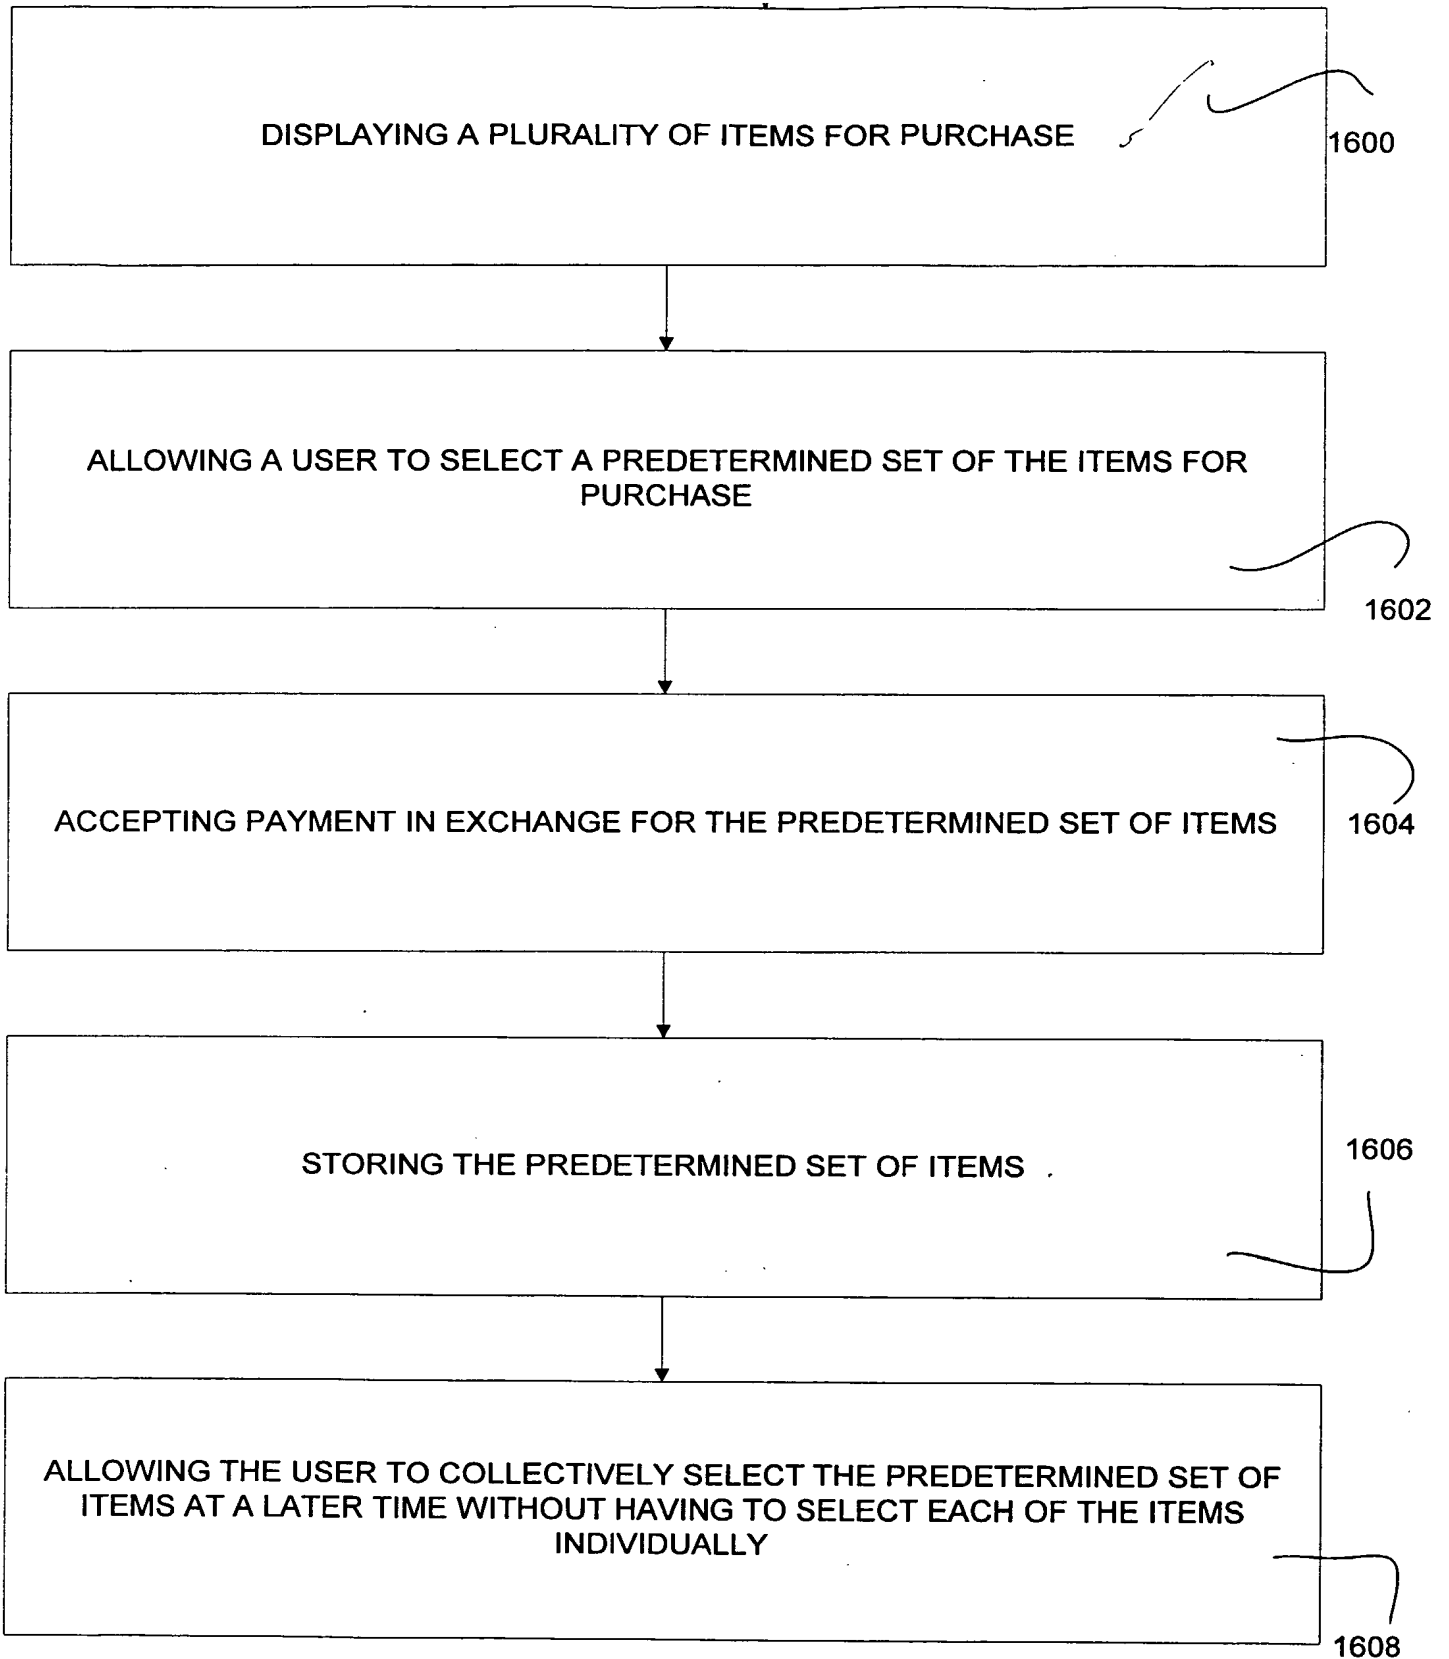 DISPLAYING A PLURALITY OF ITEMS FOR PURCHASE
1600
ALLOWING A USER TO SELECT A PREDETERMINED SET OF THE ITEMS FOR
PURCHASE
1602
ACCEPTING PAYMENT IN EXCHANGE FOR THE PREDETERMINED SET OF ITEMS
1604
STORING THE PREDETERMINED SET OF ITEMS
1606
ALLOWING THE USER TO COLLECTIVELY SELECT THE PREDETERMINED SET OF
ITEMS AT A LATER TIME WITHOUT HAVING TO SELECT EACH OF THE ITEMS
INDIVIDUALLY
1608